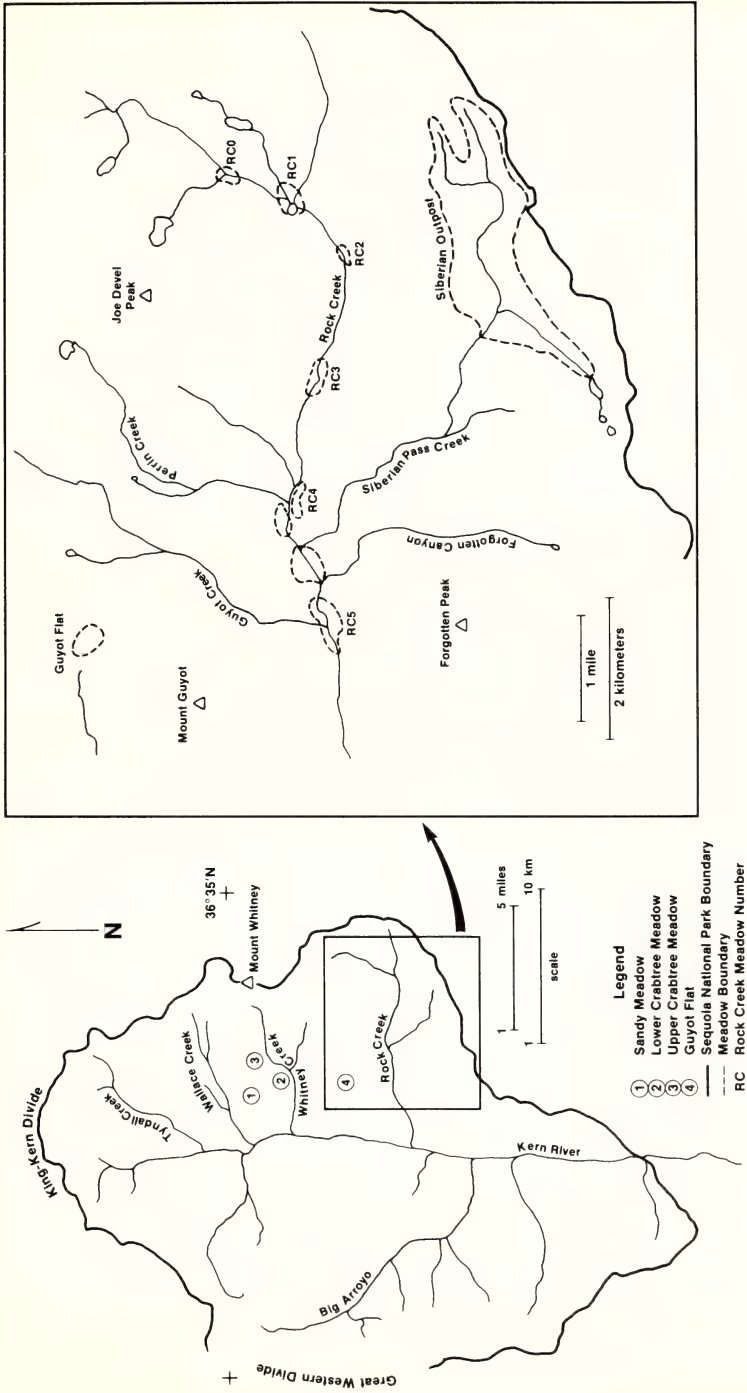 King-Kern Divide
N
36°35'N
Mount Whitney
Tyndall Creek
Wallace Creek
1
3
2
Whitney Creek
4
Rock Creek
Kern River
Big Arroyo
Great Western Divide
1 5 miles
1 10 km
scale
Legend
1 Sandy Meadow
2 Lower Crabtree Meadow
3 Upper Crabtree Meadow
4 Guyot Flat
Sequoia National Park Boundary
Meadow Boundary
RC Rock Creek Meadow Number
Guyot Flat
Mount Guyot
Guyot Creek
Perrin Creek
Joe Devel
Peak
RC0
RC1
RC2
Rock Creek
RC3
RC4
RC5
Siberian Outpost
Siberian Pass Creek
Forgotten Canyon
Forgotten Peak
1 mile
2 kilometers